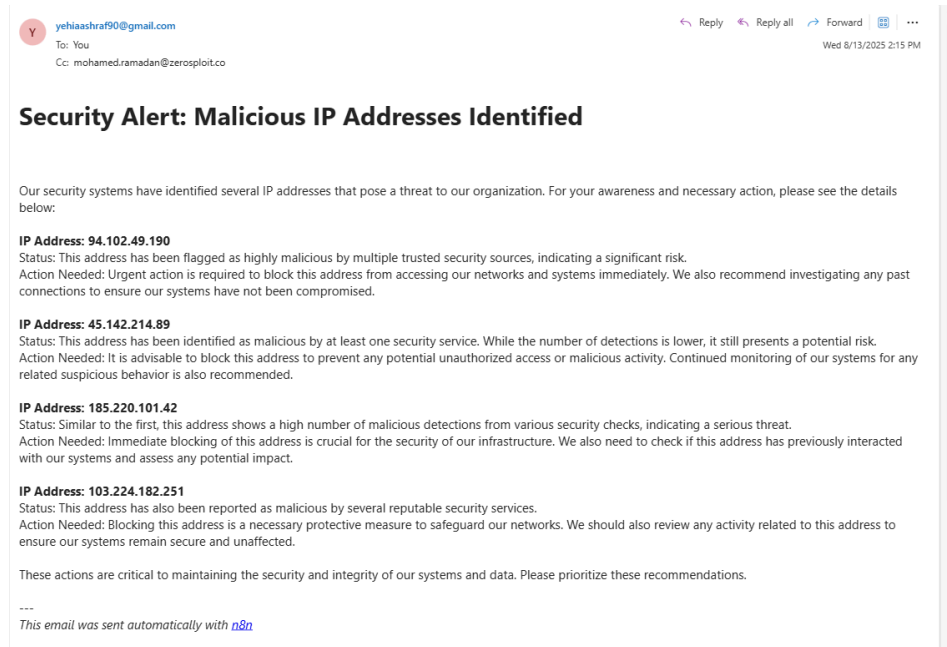 Y
yehiaashraf90@gmail.com
Reply
Reply all
Forward
To: You
Wed 8/13/2025 2:15 PM
Cc: mohamed.ramadan@zerosploit.co
Security Alert: Malicious IP Addresses Identified
Our security systems have identified several IP addresses that pose a threat to our organization. For your awareness and necessary action, please see the details
below:
IP Address: 94.102.49.190
Status: This address has been flagged as highly malicious by multiple trusted security sources, indicating a significant risk.
Action Needed: Urgent action is required to block this address from accessing our networks and systems immediately. We also recommend investigating any past
connections to ensure our systems have not been compromised.
IP Address: 45.142.214.89
Status: This address has been identified as malicious by at least one security service. While the number of detections is lower, it still presents a potential risk.
Action Needed: It is advisable to block this address to prevent any potential unauthorized access or malicious activity. Continued monitoring of our systems for any
related suspicious behavior is also recommended.
IP Address: 185.220.101.42
Status: Similar to the first, this address shows a high number of malicious detections from various security checks, indicating a serious threat.
Action Needed: Immediate blocking of this address is crucial for the security of our infrastructure. We also need to check if this address has previously interacted
with our systems and assess any potential impact.
IP Address: 103.224.182.251
Status: This address has also been reported as malicious by several reputable security services.
Action Needed: Blocking this address is a necessary protective measure to safeguard our networks. We should also review any activity related to this address to
ensure our systems remain secure and unaffected.
These actions are critical to maintaining the security and integrity of our systems and data. Please prioritize these recommendations.
---
This email was sent automatically with n8n